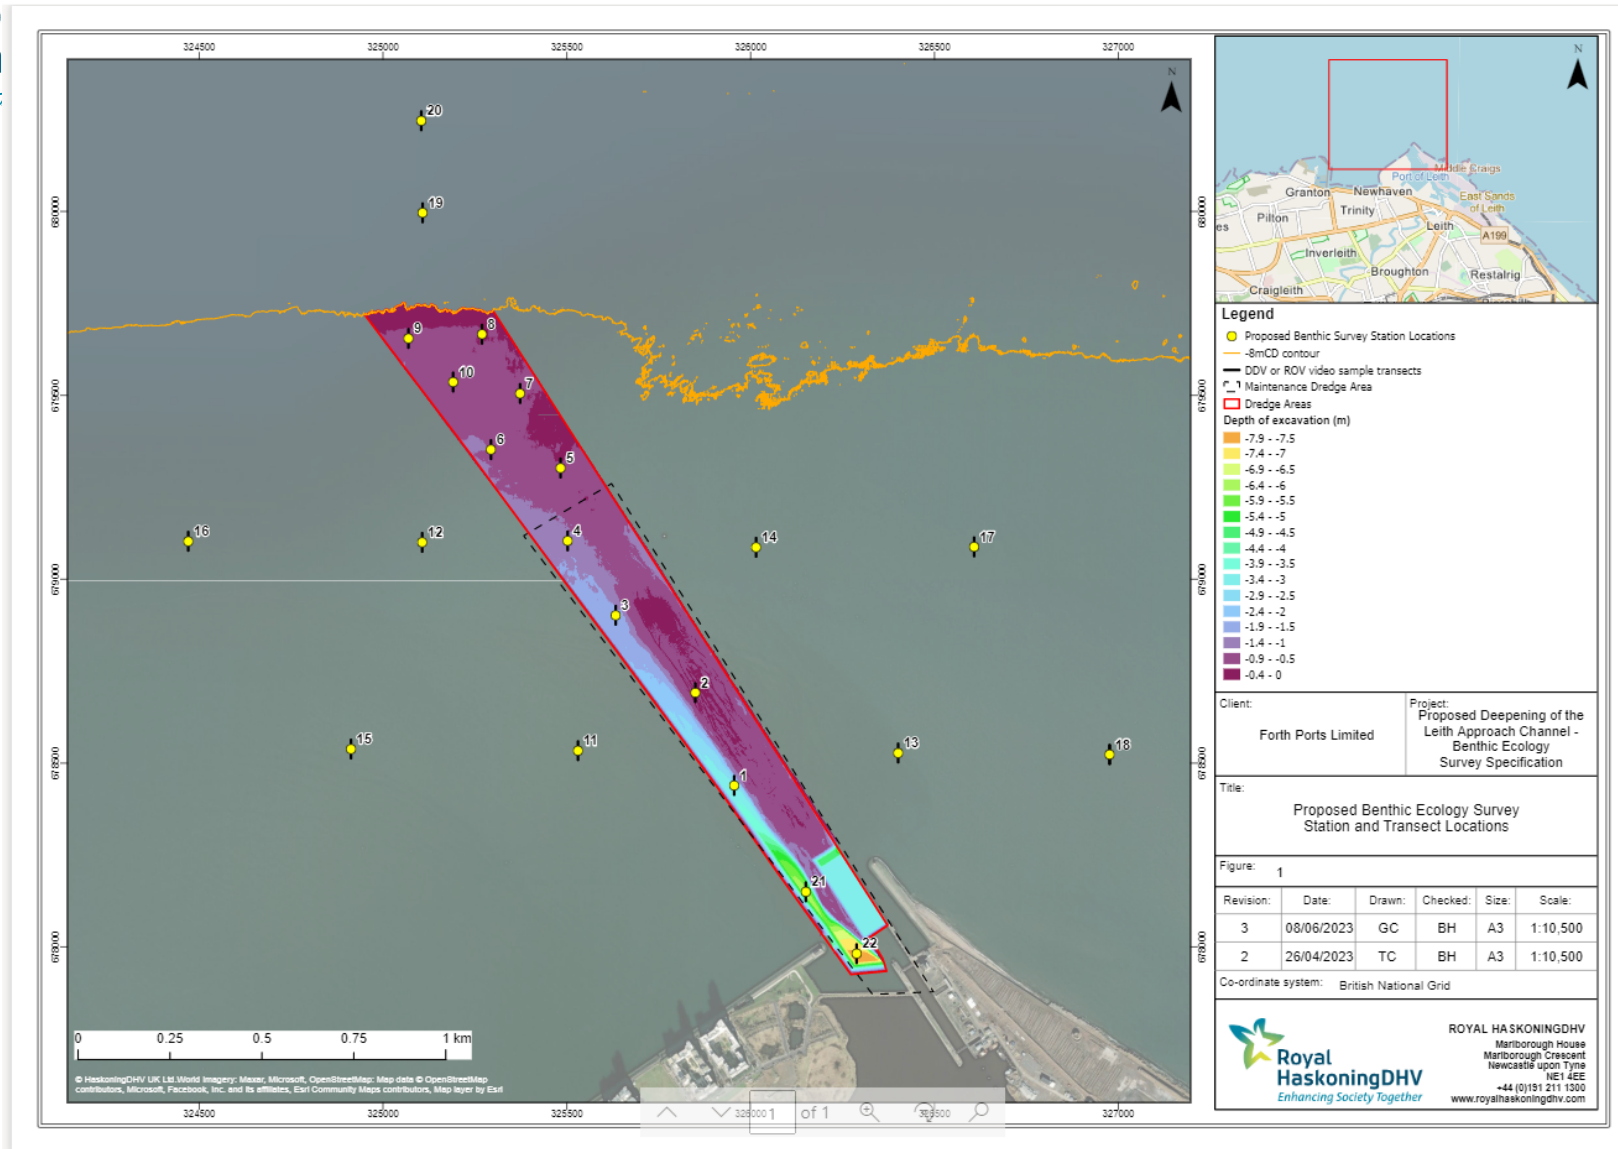 324500 325000 325500 326000 326500 327000
680000
679500
679000
678500
678000
680000
679500
679000
678500
678000
N
20
19
9
8
10
7
6
5
16
12
4
14
17
3
2
15
11
13
18
1
21
22
0 0.25 0.5 0.75 1 km
© HaskoningDHV UK Ltd.World Imagery: Maxar, Microsoft, OpenStreetMap: Map data © OpenStreetMap
contributors, Microsoft, Facebook, Inc. and its affiliates, Esri Community Maps contributors, Map layer by Esri
324500 325000 325500 326000 326500 327000
1 of 1
N
Middle Craigs
Port of Leith
Granton Newhaven
East Sands
of Leith
Pilton Trinity
Leith
A199
es
Inverleith
Broughton Restalrig
Craigleith
Legend
Proposed Benthic Survey Station Locations
-8mCD contour
DDV or ROV video sample transects
Maintenance Dredge Area
Dredge Areas
Depth of excavation (m)
-7.9 - -7.5
-7.4 - -7
-6.9 - -6.5
-6.4 - -6
-5.9 - -5.5
-5.4 - -5
-4.9 - -4.5
-4.4 - -4
-3.9 - -3.5
-3.4 - -3
-2.9 - -2.5
-2.4 - -2
-1.9 - -1.5
-1.4 - -1
-0.9 - -0.5
-0.4 - 0
Client:
Forth Ports Limited
Project:
Proposed Deepening of the
Leith Approach Channel -
Benthic Ecology
Survey Specification
Title:
Proposed Benthic Ecology Survey
Station and Transect Locations
Figure: 1
Revision: Date: Drawn: Checked: Size: Scale:
3 08/06/2023 GC BH A3 1:10,500
2 26/04/2023 TC BH A3 1:10,500
Co-ordinate system: British National Grid
Royal
HaskoningDHV
Enhancing Society Together
ROYAL HASKONINGDHV
Marlborough House
Marlborough Crescent
Newcastle upon Tyne
NE1 4EE
+44 (0)191 211 1300
www.royalhaskoningdhv.com